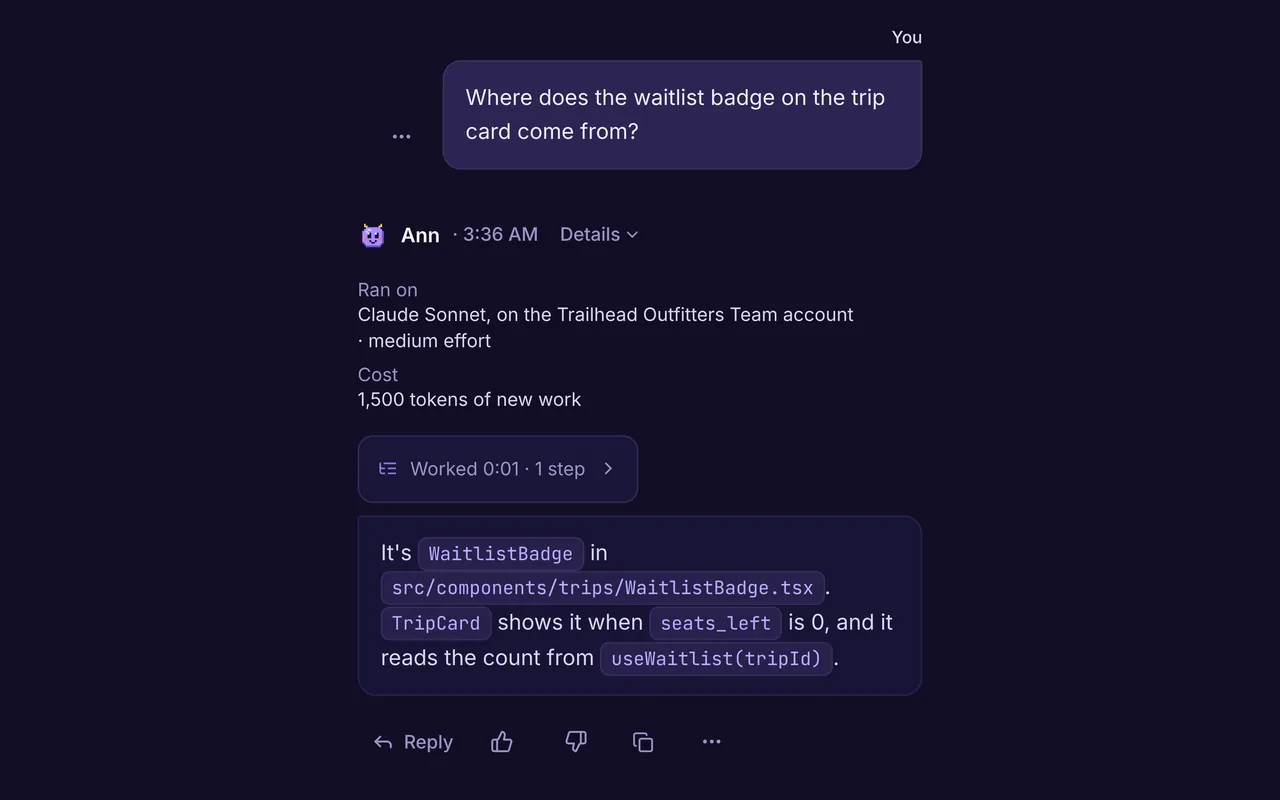 You
Where does the waitlist badge on the trip
card come from?
Ann · 3:36 AM Details
Ran on
Claude Sonnet, on the Trailhead Outfitters Team account
· medium effort
Cost
1,500 tokens of new work
Worked 0:01 · 1 step
It's WaitlistBadge in
src/components/trips/WaitlistBadge.tsx.
TripCard shows it when seats_left is 0, and it
reads the count from useWaitlist(tripId).
Reply